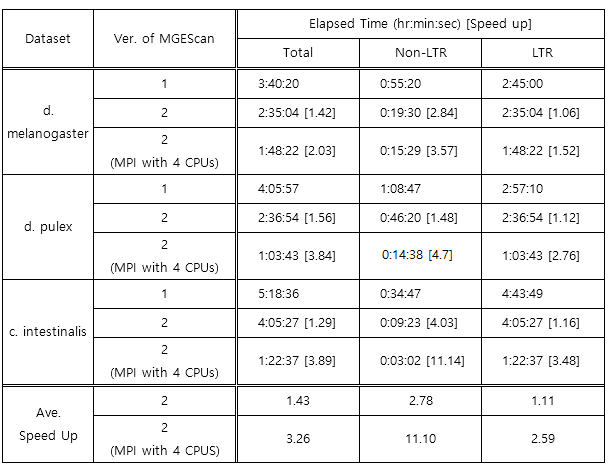 Dataset Ver. of MGEScan Elapsed Time (hr:min:sec) [Speed up]
Total Non-LTR LTR
d. melanogaster 1 3:40:20 0:55:20 2:45:00
2 2:35:04 [1.42] 0:19:30 [2.84] 2:35:04 [1.06]
2 (MPI with 4 CPUs) 1:48:22 [2.03] 0:15:29 [3.57] 1:48:22 [1.52]
d. pulex 1 4:05:57 1:08:47 2:57:10
2 2:36:54 [1.56] 0:46:20 [1.48] 2:36:54 [1.12]
2 (MPI with 4 CPUs) 1:03:43 [3.84] 0:14:38 [4.7] 1:03:43 [2.76]
c. intestinalis 1 5:18:36 0:34:47 4:43:49
2 4:05:27 [1.29] 0:09:23 [4.03] 4:05:27 [1.16]
2 (MPI with 4 CPUs) 1:22:37 [3.89] 0:03:02 [11.14] 1:22:37 [3.48]
Ave. Speed Up 2 1.43 2.78 1.11
2 (MPI with 4 CPUS) 3.26 11.10 2.59